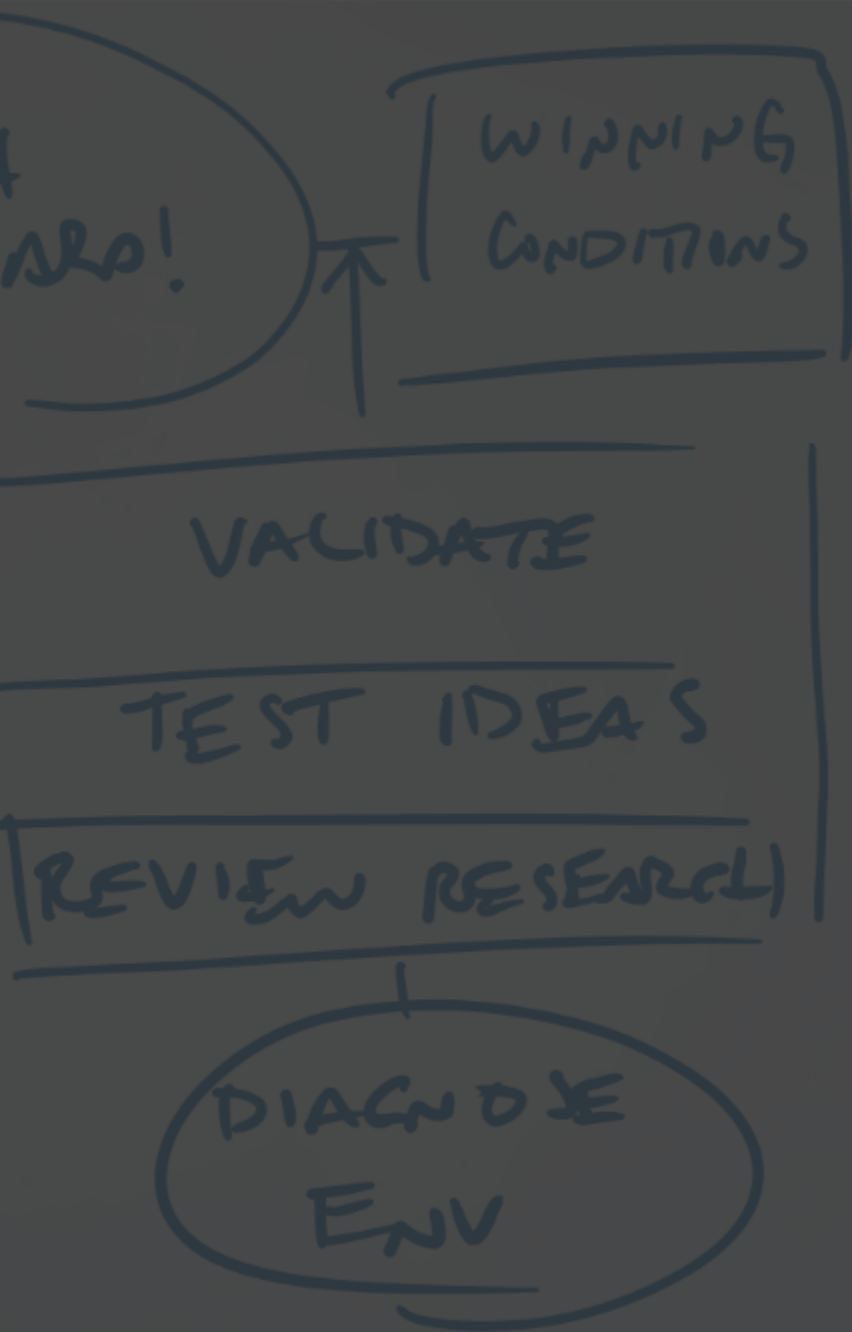 WINNING
CONDITIONS
VALIDATE
TEST IDEAS
REVIEW RESEARCH
DIAGNOSE
ENV